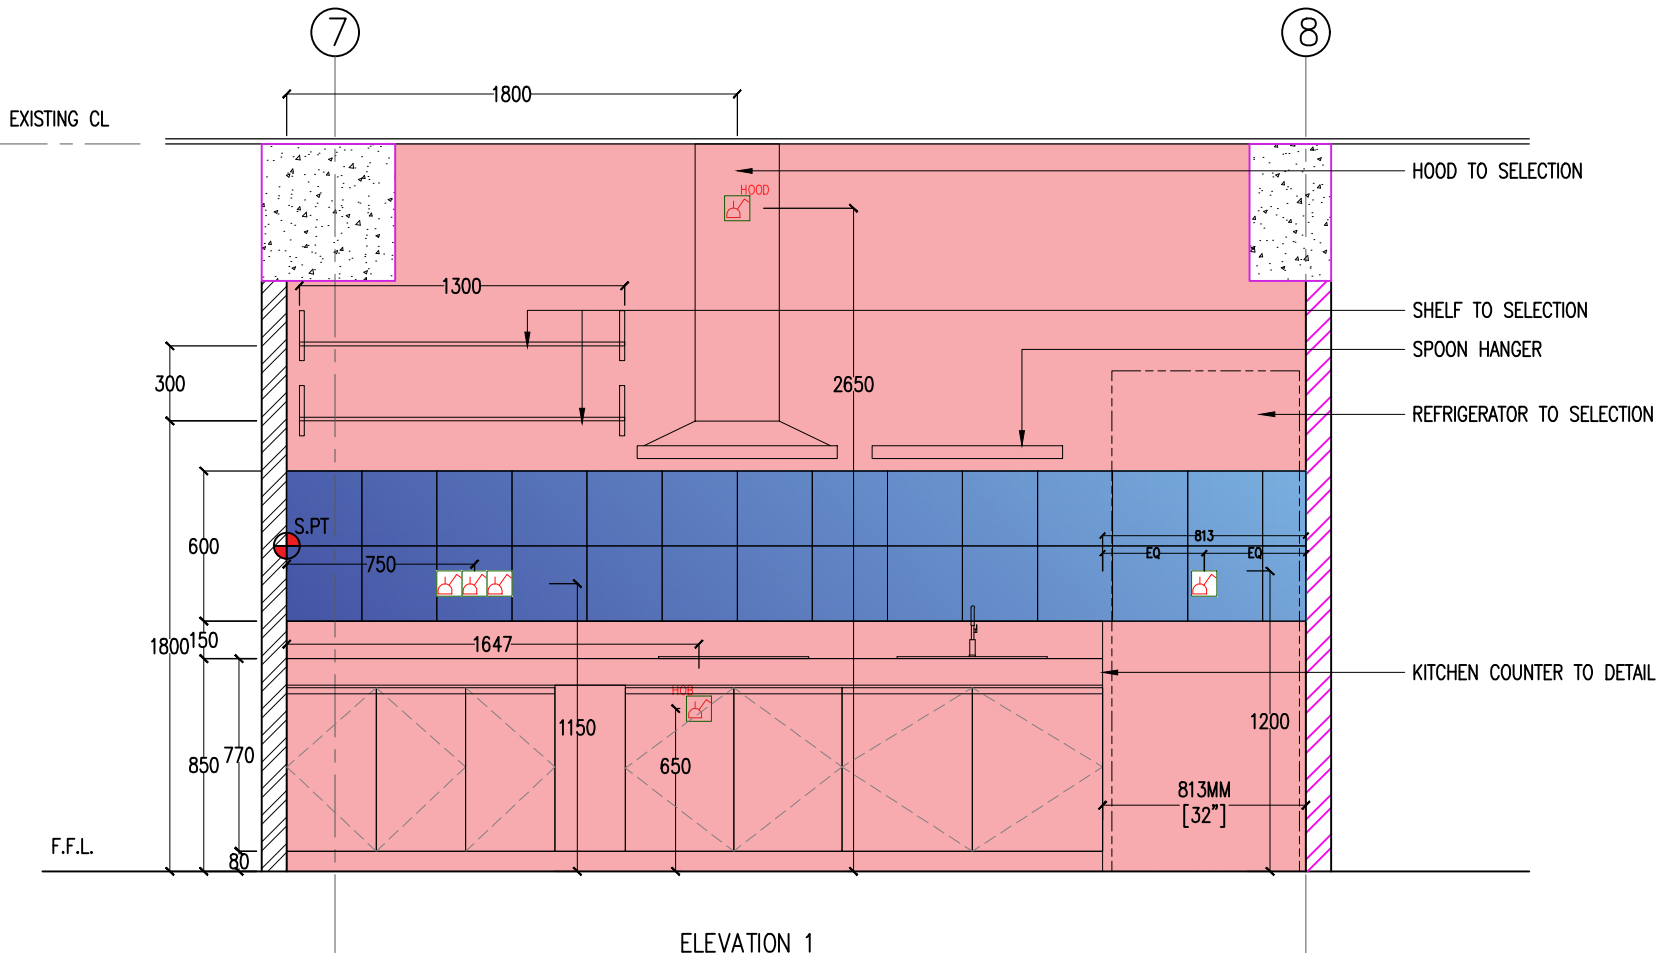 7
8
1800
EXISTING CL
HOOD TO SELECTION
HOOD
1300
SHELF TO SELECTION
SPOON HANGER
300
2650
REFRIGERATOR TO SELECTION
S.PT
600
813
EQ
EQ
750
1800
150
1647
KITCHEN COUNTER TO DETAIL
HOB
1150
1200
850
770
650
813MM
[32"]
F.F.L.
80
ELEVATION 1